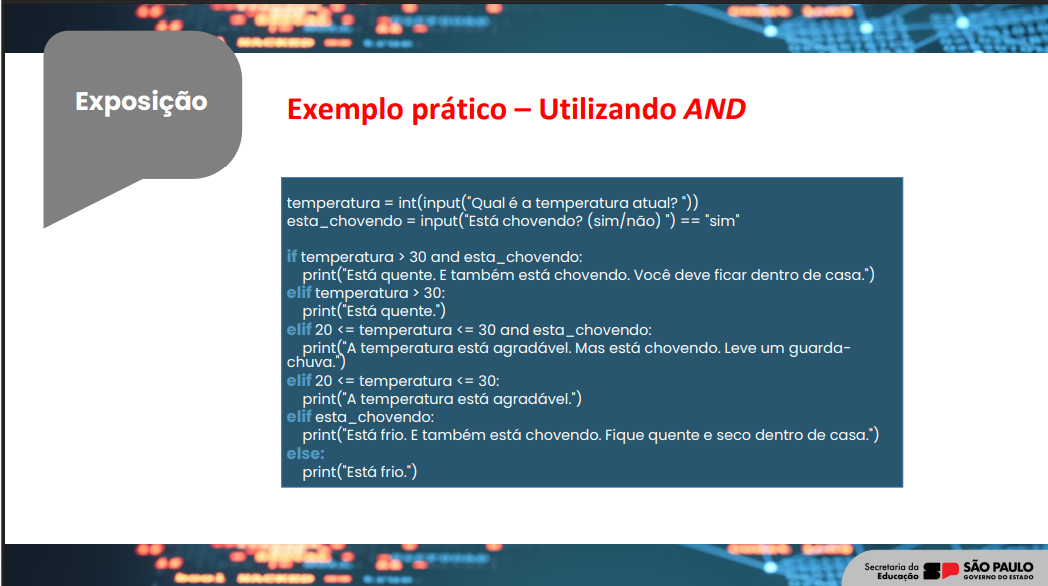 Exposição
Exemplo prático – Utilizando AND
temperatura = int(input("Qual é a temperatura atual? "))
esta_chovendo = input("Está chovendo? (sim/não) ") == "sim"
if temperatura > 30 and esta_chovendo:
print("Está quente. E também está chovendo. Você deve ficar dentro de casa.")
elif temperatura > 30:
print("Está quente.")
elif 20 <= temperatura <= 30 and esta_chovendo:
print("A temperatura está agradável. Mas está chovendo. Leve um guarda-
chuva.")
elif 20 <= temperatura <= 30:
print("A temperatura está agradável.")
elif esta_chovendo:
print("Está frio. E também está chovendo. Fique quente e seco dentro de casa.")
else:
print("Está frio.")
Secretaria da
Educação
SÃO PAULO
GOVERNO DO ESTADO